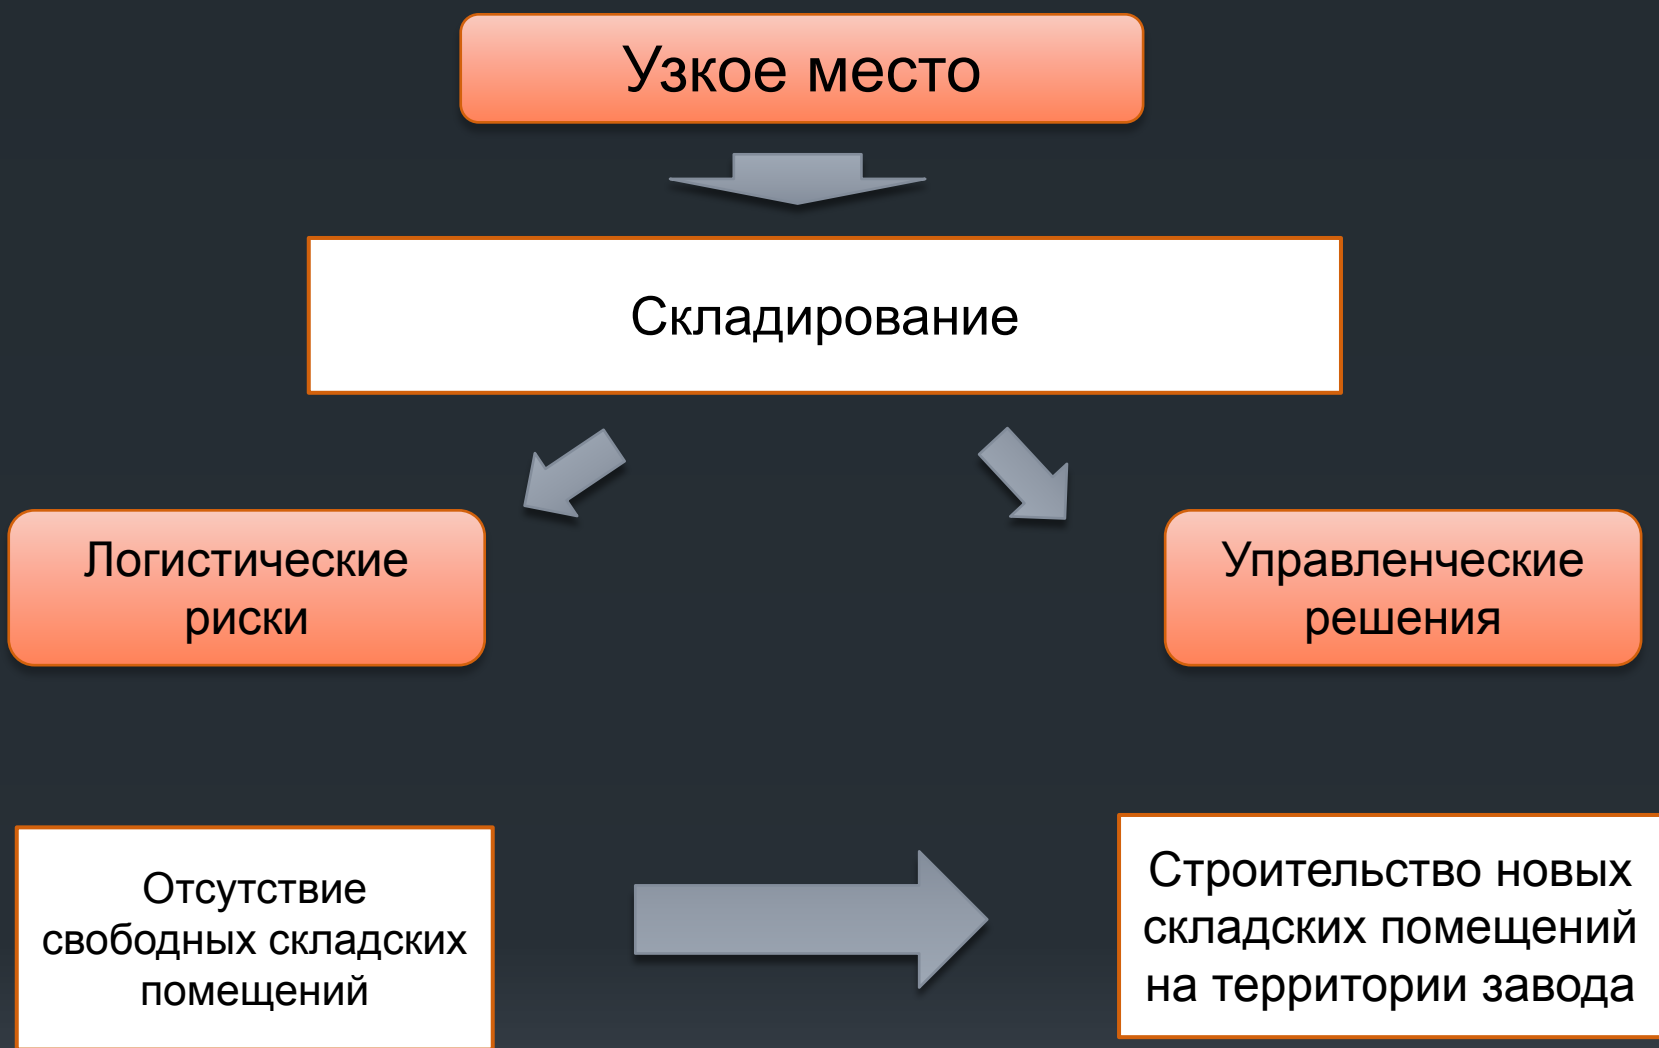 Узкое место
Складирование
Логистические
риски
Управленческие
решения
Отсутствие
свободных складских
помещений
Строительство новых
складских помещений
на территории завода